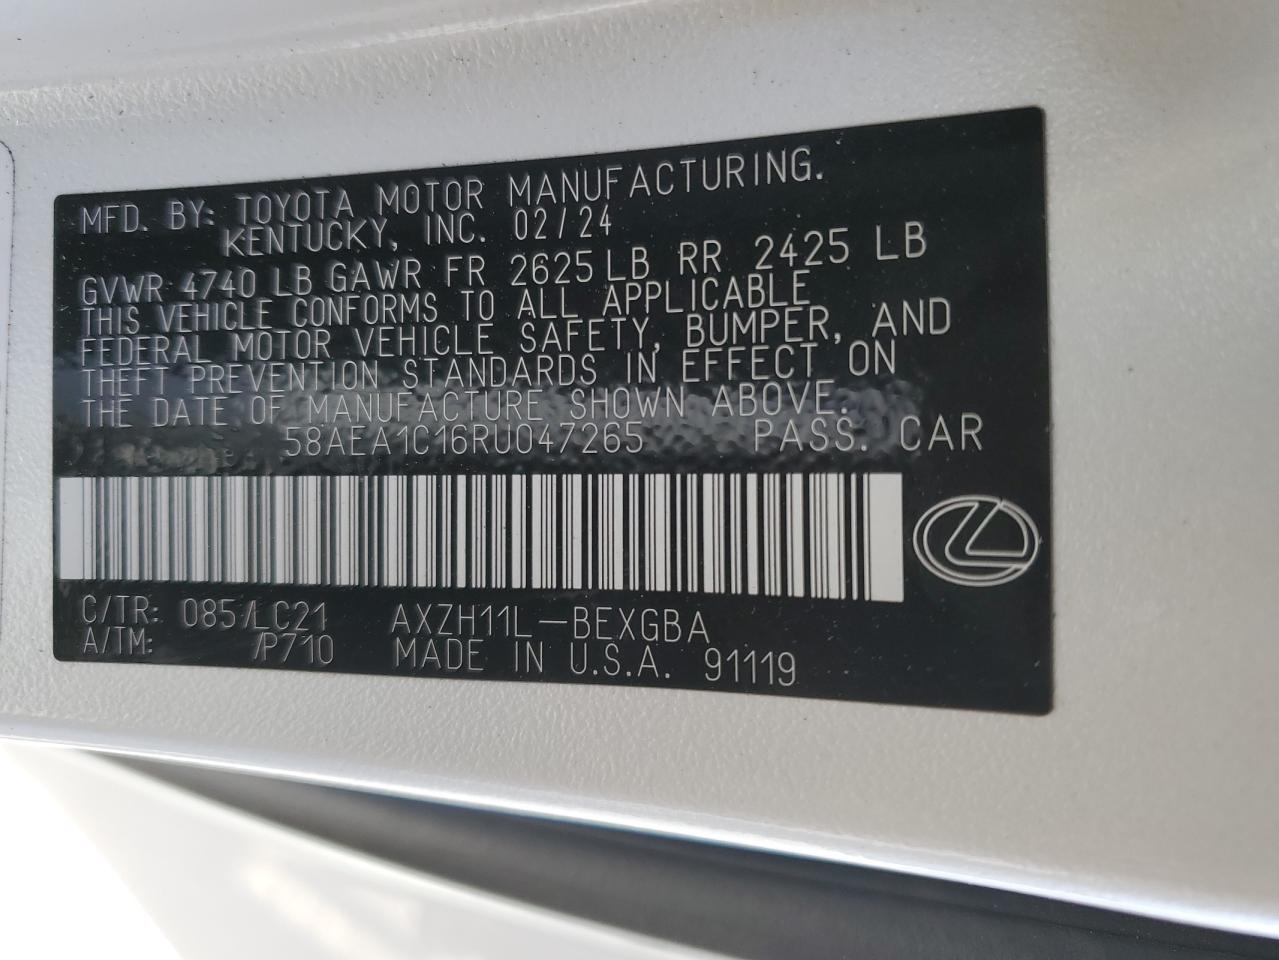 MFD. BY: TOYOTA MOTOR MANUFACTURING.
KENTUCKY, INC. 02/24
GVWR 4740 LB GAWR FR 2625 LB RR 2425 LB
THIS VEHICLE CONFORMS TO ALL APPLICABLE
FEDERAL MOTOR VEHICLE SAFETY, BUMPER, AND
THEFT PREVENTION STANDARDS IN EFFECT ON
THE DATE OF MANUFACTURE SHOWN ABOVE.
58AEA1C16RU047265 PASS. CAR
C/TR: 085/LC21 AXZH11L-BEXGBA
A/TM: /P710 MADE IN U.S.A. 91119